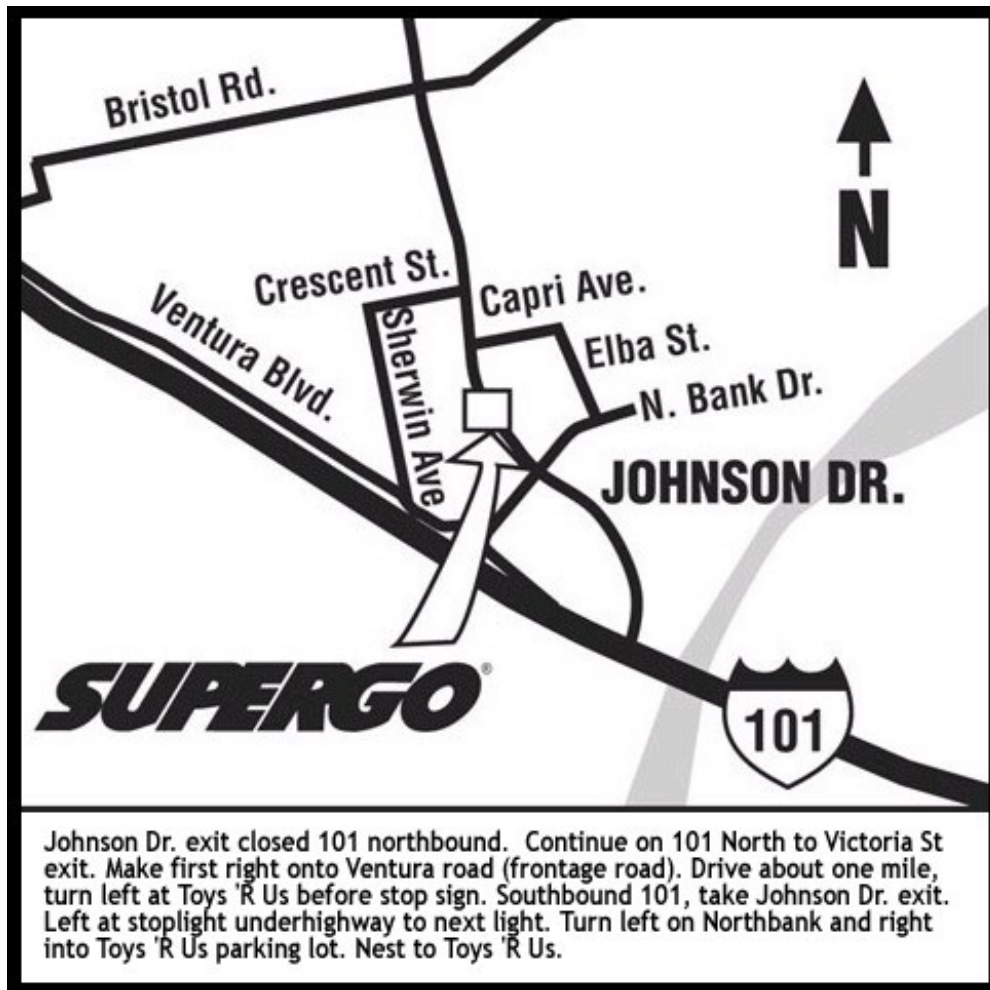 Bristol Rd.
N
Crescent St.
Capri Ave.
Ventura Blvd.
Sherwin Ave
Elba St.
N. Bank Dr.
JOHNSON DR.
SUPERGO®
101
Johnson Dr. exit closed 101 northbound. Continue on 101 North to Victoria St
exit. Make first right onto Ventura road (frontage road). Drive about one mile,
turn left at Toys 'R Us before stop sign. Southbound 101, take Johnson Dr. exit.
Left at stoplight underhighway to next light. Turn left on Northbank and right
into Toys 'R Us parking lot. Nest to Toys 'R Us.